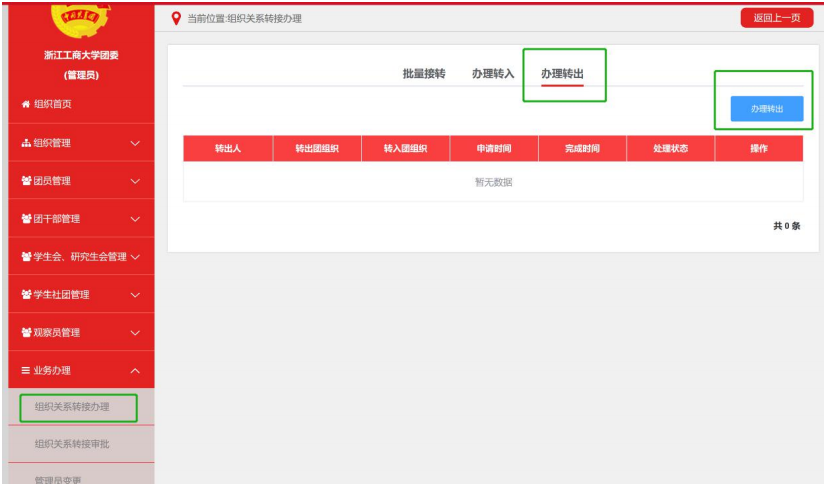 浙江工商大学团委
(管理员)
组织首页
组织管理
团员管理
团干部管理
学生会、研究生会管理
学生社团管理
观察员管理
业务办理
组织关系转接办理
组织关系转接审批
管理员变更
当前位置:组织关系转接办理
返回上一页
批量接转 办理转入 办理转出
办理转出
转出人 转出团组织 转入团组织 申请时间 完成时间 处理状态 操作
暂无数据
共 0 条